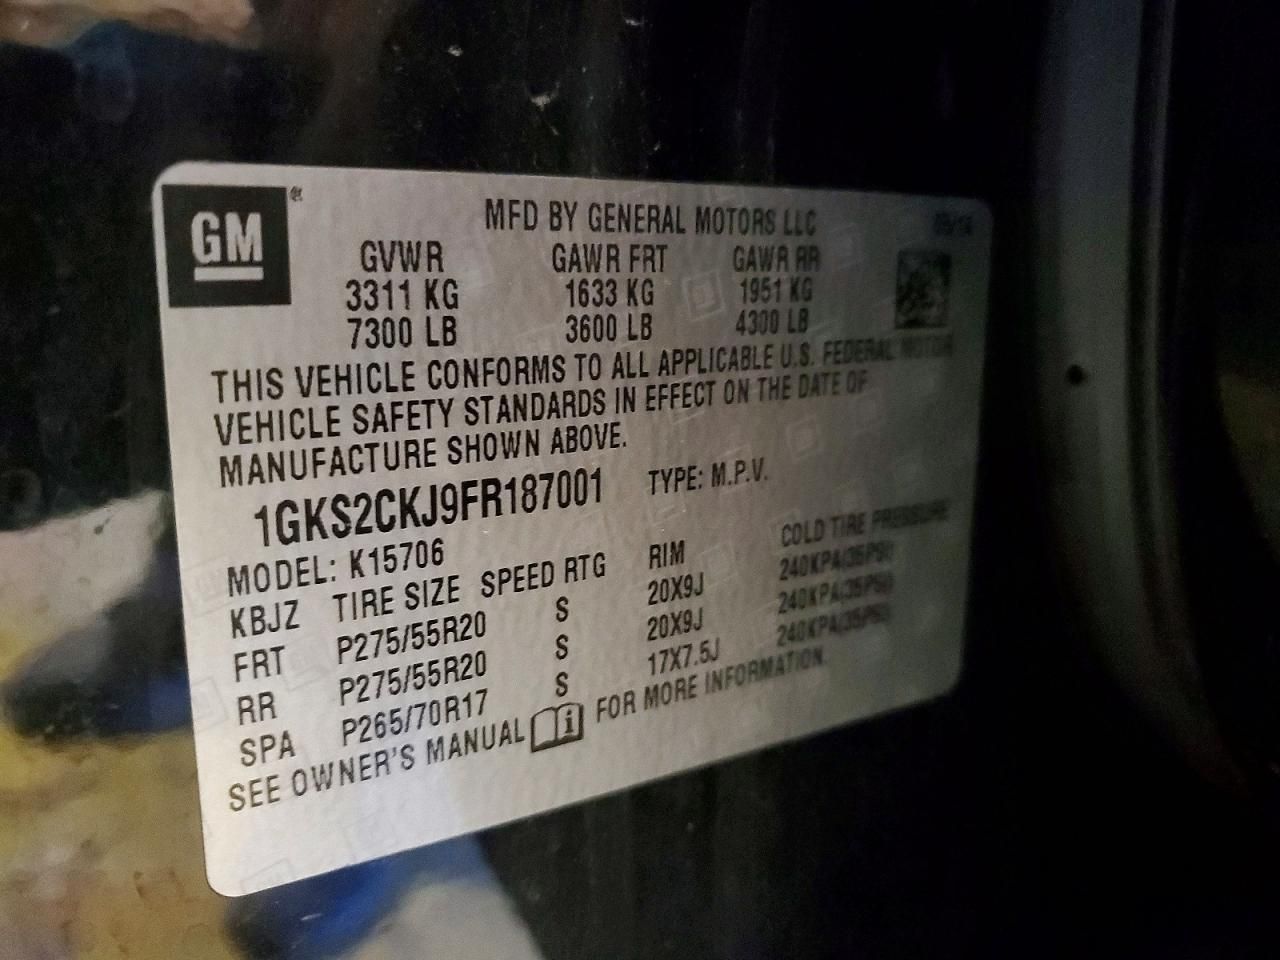 GM
MFD BY GENERAL MOTORS LLC
GVWR GAWR FRT GAWR RR
3311 KG 1633 KG 1951 KG
7300 LB 3600 LB 4300 LB
THIS VEHICLE CONFORMS TO ALL APPLICABLE U.S. FEDERAL MOTOR
VEHICLE SAFETY STANDARDS IN EFFECT ON THE DATE OF
MANUFACTURE SHOWN ABOVE.
1GKS2CKJ9FR187001 TYPE: M.P.V.
MODEL: K15706
KBJZ TIRE SIZE SPEED RTG RIM COLD TIRE PRESSURE
FRT P275/55R20 S 20X9J 240KPA(35PSI)
RR P275/55R20 S 20X9J 240KPA(35PSI)
SPA P265/70R17 S 17X7.5J 240KPA(35PSI)
SEE OWNER'S MANUAL FOR MORE INFORMATION.